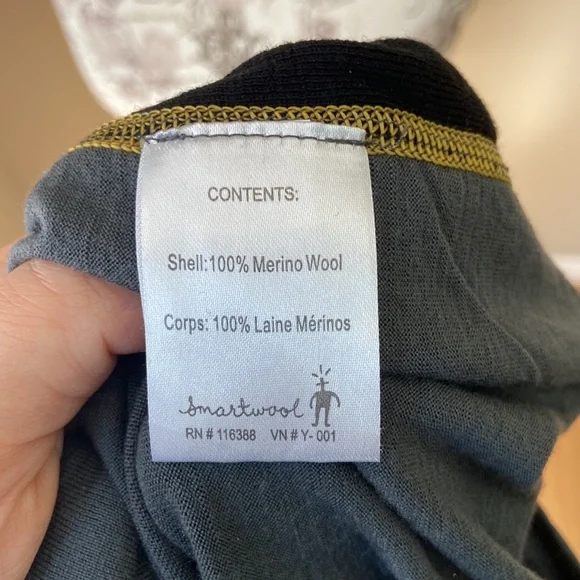 CONTENTS:
Shell:100% Merino Wool
Corps: 100% Laine Mérinos
Smartwool
RN # 116388 VN # Y- 001